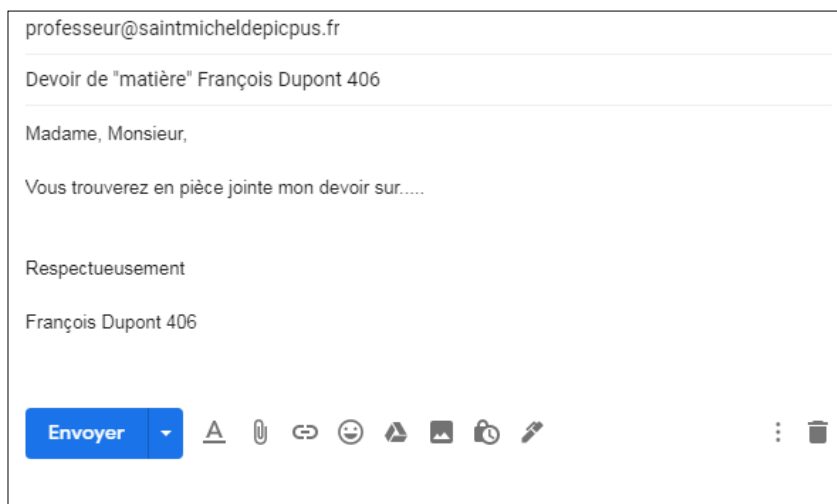 professeur@saintmicheldepicpus.fr
Devoir de "matière" François Dupont 406
Madame, Monsieur,
Vous trouverez en pièce jointe mon devoir sur.....
Respectueusement
François Dupont 406
Envoyer